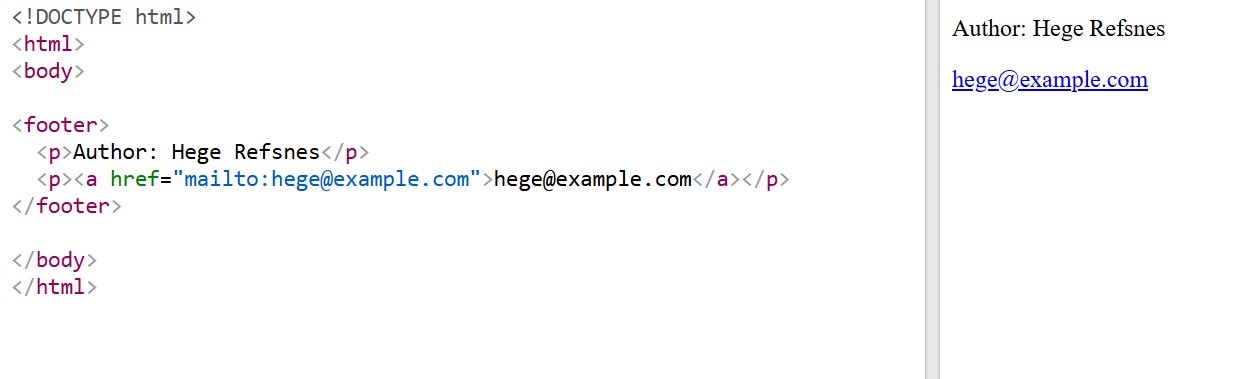 <!DOCTYPE html>
<html>
<body>

<footer>
  <p>Author: Hege Refsnes</p>
  <p><a href="mailto:hege@example.com">hege@example.com</a></p>
</footer>

</body>
</html>
Author: Hege Refsnes
hege@example.com